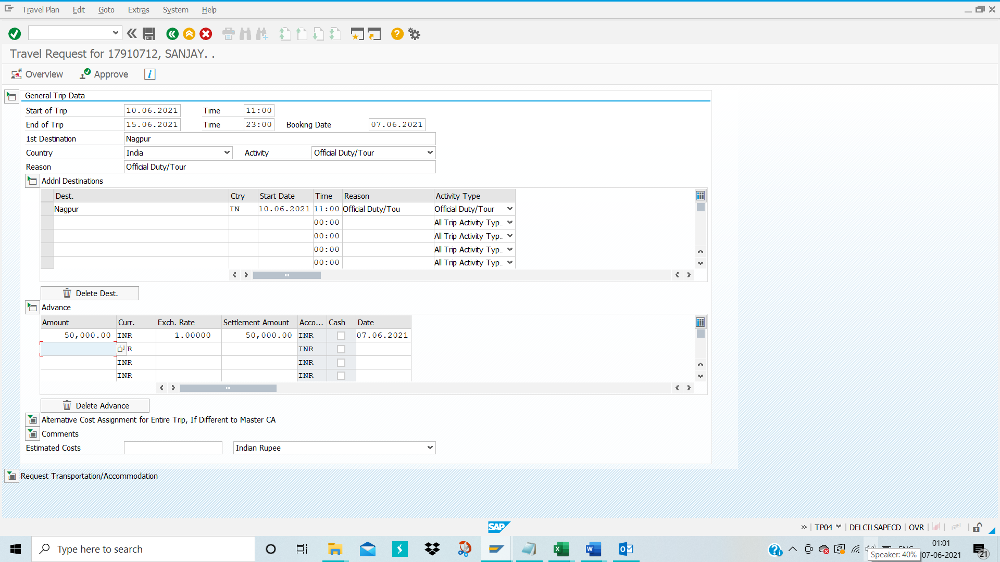 Travel Plan Edit Goto Extras System Help
Travel Request for 17910712, SANJAY. .
Overview Approve
General Trip Data
Start of Trip 10.06.2021 Time 11:00
End of Trip 15.06.2021 Time 23:00 Booking Date 07.06.2021
1st Destination Nagpur
Country India Activity Official Duty/Tour
Reason Official Duty/Tour
Addnl Destinations
Dest. Ctry Start Date Time Reason Activity Type
Nagpur IN 10.06.2021 11:00 Official Duty/Tou Official Duty/Tour
00:00 All Trip Activity Typ..
00:00 All Trip Activity Typ..
00:00 All Trip Activity Typ..
00:00 All Trip Activity Typ..
Delete Dest.
Advance
Amount Curr. Exch. Rate Settlement Amount Acco... Cash Date
50,000.00 INR 1.00000 50,000.00 INR 07.06.2021
R INR
INR INR
INR INR
Delete Advance
Alternative Cost Assignment for Entire Trip, If Different to Master CA
Comments
Estimated Costs Indian Rupee
Request Transportation/Accommodation
SAP TP04 DELCILSAPECD OVR
Type here to search
01:01
Speaker: 40% 07-06-2021 21